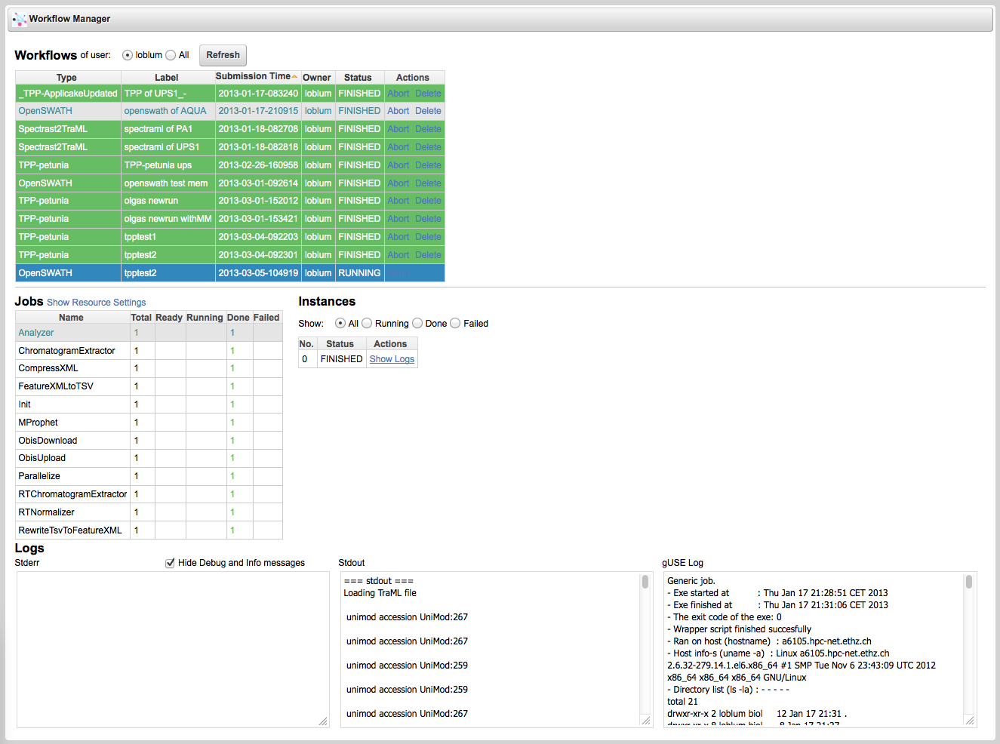 Workflow Manager
Workflows of user: loblum All Refresh
Type Label Submission Time Owner Status Actions
_TPP-ApplicakeUpdated TPP of UPS1_- 2013-01-17-083240 loblum FINISHED Abort Delete
OpenSWATH openswath of AQUA 2013-01-17-210915 loblum FINISHED Abort Delete
Spectrast2TraML spectraml of PA1 2013-01-18-082708 loblum FINISHED Abort Delete
Spectrast2TraML spectraml of UPS1 2013-01-18-082818 loblum FINISHED Abort Delete
TPP-petunia TPP-petunia ups 2013-02-26-160958 loblum FINISHED Abort Delete
OpenSWATH openswath test mem 2013-03-01-092614 loblum FINISHED Abort Delete
TPP-petunia olgas newrun 2013-03-01-152012 loblum FINISHED Abort Delete
TPP-petunia olgas newrun withMM 2013-03-01-153421 loblum FINISHED Abort Delete
TPP-petunia tpptest1 2013-03-04-092203 loblum FINISHED Abort Delete
TPP-petunia tpptest2 2013-03-04-092301 loblum FINISHED Abort Delete
OpenSWATH tpptest2 2013-03-05-104919 loblum RUNNING
Jobs Show Resource Settings
Name Total Ready Running Done Failed
Analyzer 1 1
ChromatogramExtractor 1 1
CompressXML 1 1
FeatureXMLtoTSV 1 1
Init 1 1
MProphet 1 1
ObisDownload 1 1
ObisUpload 1 1
Parallelize 1 1
RTChromatogramExtractor 1 1
RTNormalizer 1 1
RewriteTsvToFeatureXML 1 1
Instances
Show: All Running Done Failed
No. Status Actions
0 FINISHED Show Logs
Logs
Stderr Hide Debug and Info messages
Stdout
=== stdout ===
Loading TraML file
unimod accession UniMod:267
unimod accession UniMod:267
unimod accession UniMod:259
unimod accession UniMod:259
unimod accession UniMod:267
gUSE Log
Generic job.
- Exe started at : Thu Jan 17 21:28:51 CET 2013
- Exe finished at : Thu Jan 17 21:31:06 CET 2013
- The exit code of the exe: 0
- Wrapper script finished succesfully
- Ran on host (hostname) : a6105.hpc-net.ethz.ch
- Host info-s (uname -a) : Linux a6105.hpc-net.ethz.ch
2.6.32-279.14.1.el6.x86_64 #1 SMP Tue Nov 6 23:43:09 UTC 2012
x86_64 x86_64 x86_64 GNU/Linux
- Directory list (ls -la) : - - - - -
total 21
drwxr-xr-x 2 loblum biol 12 Jan 17 21:31 .
drwxr-xr-x 8 loblum biol 8 Jan 17 21:27